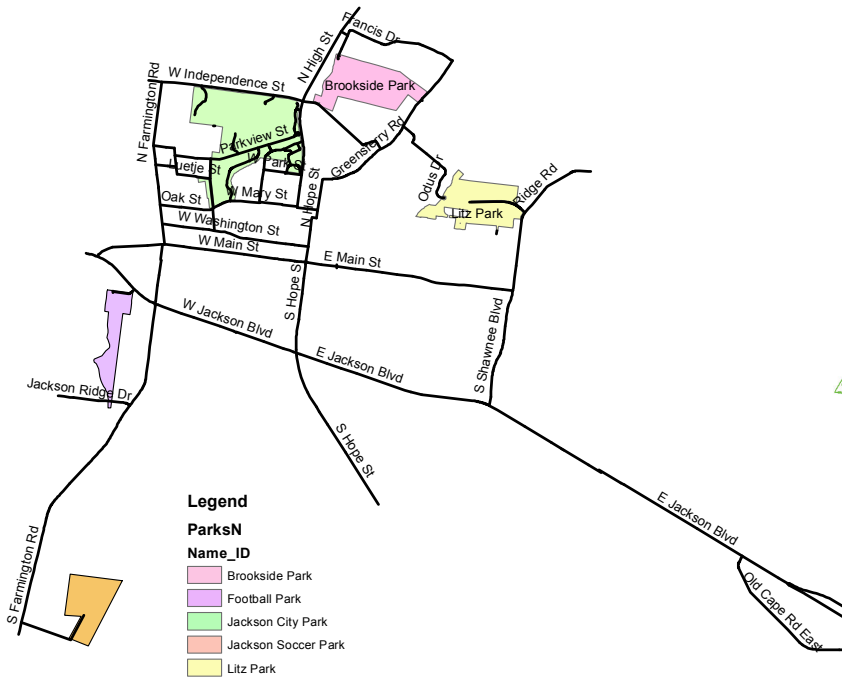 Francis Dr
N High St
W Independence St
N Farmington Rd
Brookside Park
Parkview St
W Park St
Greensferry Rd
Luetje St
Odus Dr
Ridge Rd
Oak St
W Mary St
N Hope St
Litz Park
W Washington St
W Main St
E Main St
S Hope S
W Jackson Blvd
S Shawnee Blvd
E Jackson Blvd
Jackson Ridge Dr
S Hope St
E Jackson Blvd
S Farmington Rd
Old Cape Rd East
Legend
ParksN
Name_ID
Brookside Park
Football Park
Jackson City Park
Jackson Soccer Park
Litz Park